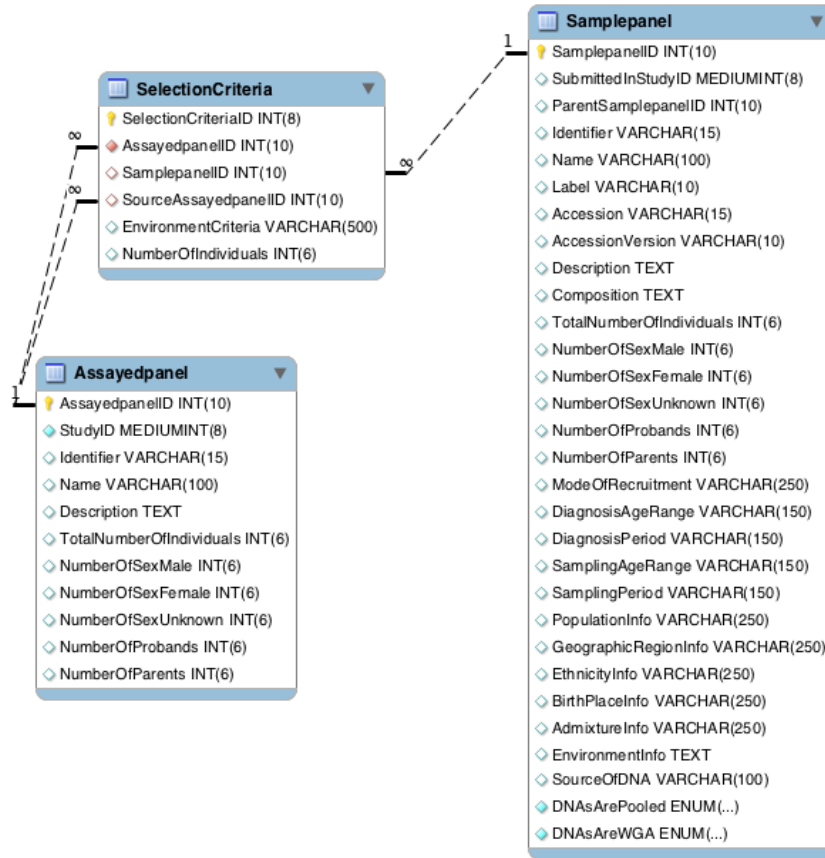 Samplepanel
SamplepanelID INT(10)
SubmittedInStudyID MEDIUMINT(8)
ParentSamplepanelID INT(10)
Identifier VARCHAR(15)
Name VARCHAR(100)
Label VARCHAR(10)
Accession VARCHAR(15)
AccessionVersion VARCHAR(10)
Description TEXT
Composition TEXT
TotalNumberOfIndividuals INT(6)
NumberOfSexMale INT(6)
NumberOfSexFemale INT(6)
NumberOfSexUnknown INT(6)
NumberOfProbands INT(6)
NumberOfParents INT(6)
ModeOfRecruitment VARCHAR(250)
DiagnosisAgeRange VARCHAR(150)
DiagnosisPeriod VARCHAR(150)
SamplingAgeRange VARCHAR(150)
SamplingPeriod VARCHAR(150)
PopulationInfo VARCHAR(250)
GeographicRegionInfo VARCHAR(250)
EthnicityInfo VARCHAR(250)
BirthPlaceInfo VARCHAR(250)
AdmixtureInfo VARCHAR(250)
EnvironmentInfo TEXT
SourceOfDNA VARCHAR(100)
DNAsArePooled ENUM(...)
DNAsAreWGA ENUM(...)
1
∞
SelectionCriteria
SelectionCriteriaID INT(8)
AssayedpanelID INT(10)
SamplepanelID INT(10)
SourceAssayedpanelID INT(10)
EnvironmentCriteria VARCHAR(500)
NumberOfIndividuals INT(6)
∞
∞
1
Assayedpanel
AssayedpanelID INT(10)
StudyID MEDIUMINT(8)
Identifier VARCHAR(15)
Name VARCHAR(100)
Description TEXT
TotalNumberOfIndividuals INT(6)
NumberOfSexMale INT(6)
NumberOfSexFemale INT(6)
NumberOfSexUnknown INT(6)
NumberOfProbands INT(6)
NumberOfParents INT(6)